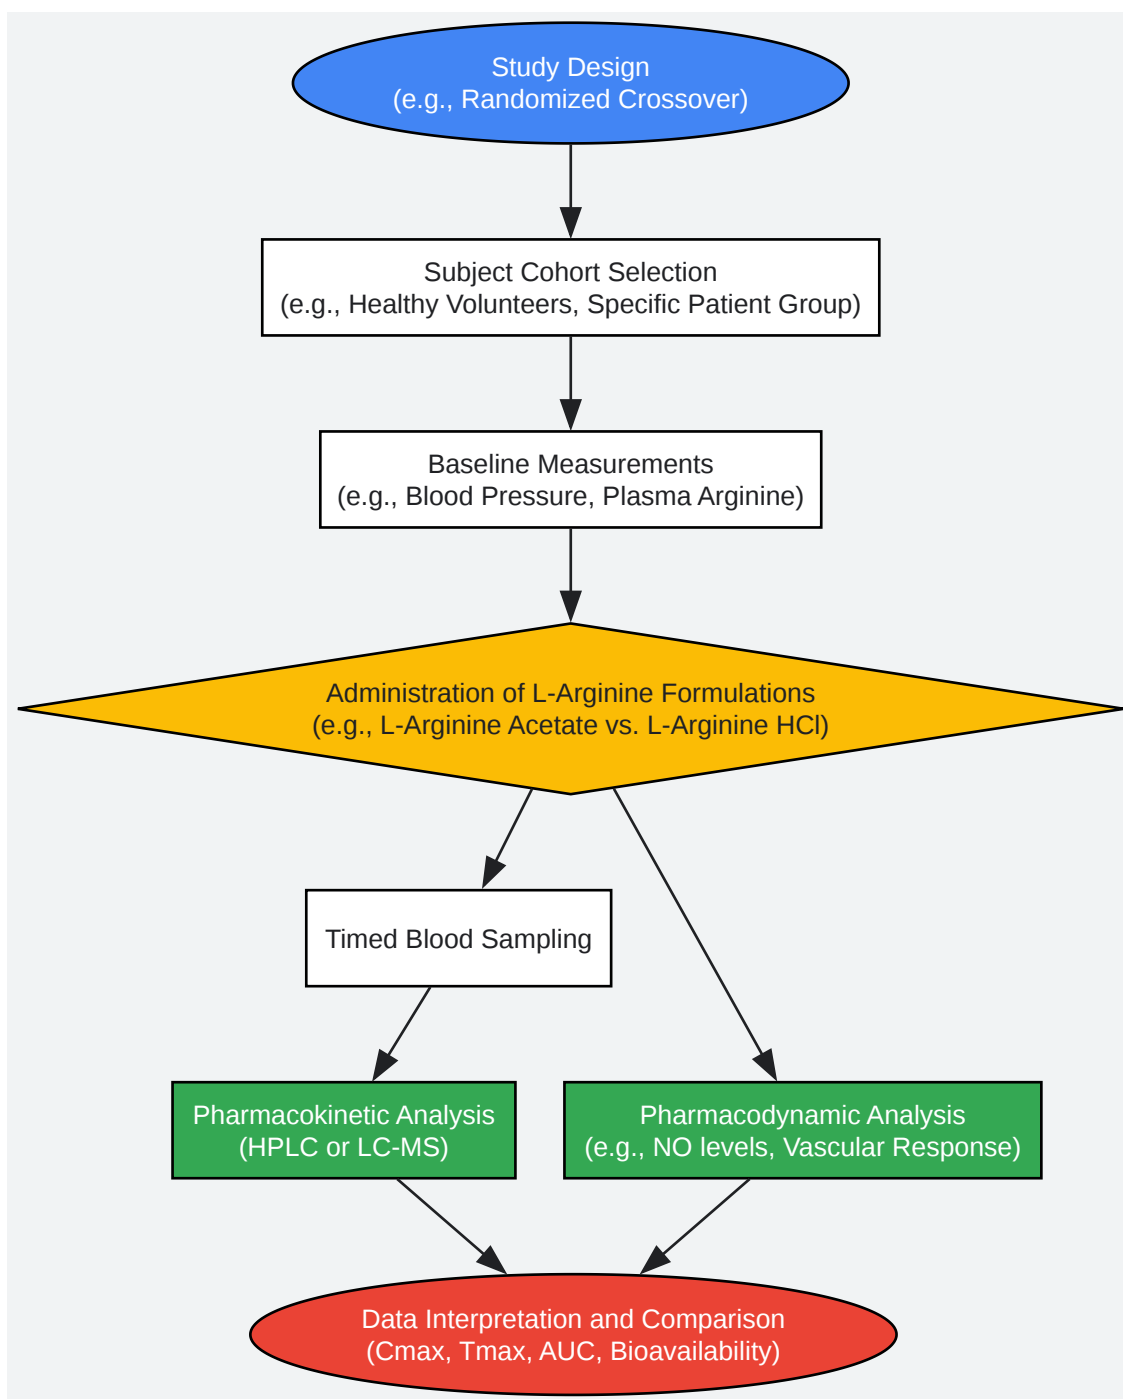 Study Design
(e.g., Randomized Crossover)
Subject Cohort Selection
(e.g., Healthy Volunteers, Specific Patient Group)
Baseline Measurements
(e.g., Blood Pressure, Plasma Arginine)
Administration of L-Arginine Formulations
(e.g., L-Arginine Acetate vs. L-Arginine HCl)
Timed Blood Sampling
Pharmacokinetic Analysis
(HPLC or LC-MS)
Pharmacodynamic Analysis
(e.g., NO levels, Vascular Response)
Data Interpretation and Comparison
(Cmax, Tmax, AUC, Bioavailability)